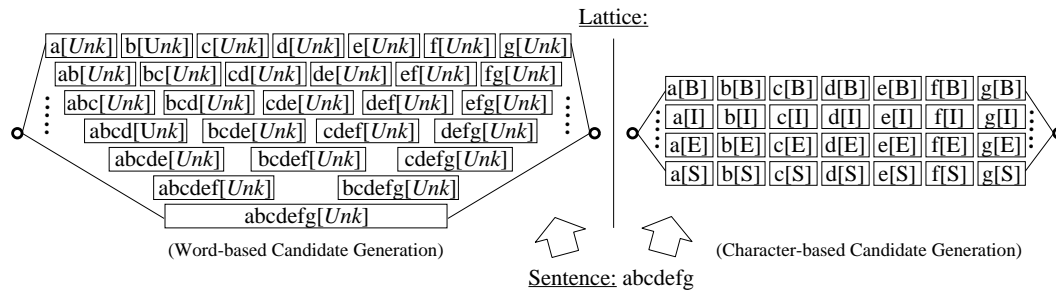 Lattice:
a[Unk] b[Unk] c[Unk] d[Unk] e[Unk] f[Unk] g[Unk]
ab[Unk] bc[Unk] cd[Unk] de[Unk] ef[Unk] fg[Unk]
abc[Unk] bcd[Unk] cde[Unk] def[Unk] efg[Unk]
abcd[Unk] bcde[Unk] cdef[Unk] defg[Unk]
abcde[Unk] bcdef[Unk] cdefg[Unk]
abcdef[Unk] bcdefg[Unk]
abcdefg[Unk]
(Word-based Candidate Generation)
a[B] b[B] c[B] d[B] e[B] f[B] g[B]
a[I] b[I] c[I] d[I] e[I] f[I] g[I]
a[E] b[E] c[E] d[E] e[E] f[E] g[E]
a[S] b[S] c[S] d[S] e[S] f[S] g[S]
(Character-based Candidate Generation)
Sentence: abcdefg